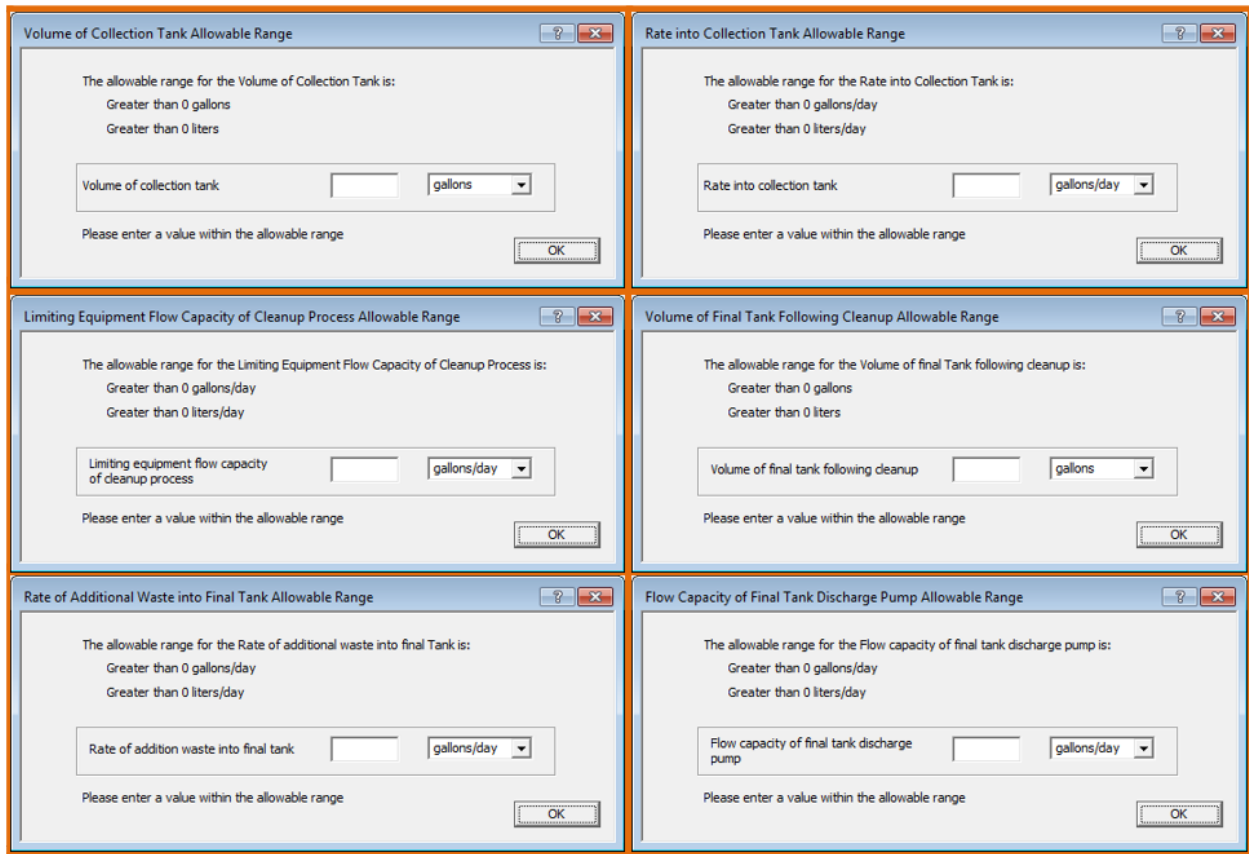 Volume of Collection Tank Allowable Range
The allowable range for the Volume of Collection Tank is:
Greater than 0 gallons
Greater than 0 liters
Volume of collection tank
gallons
Please enter a value within the allowable range
OK
Rate into Collection Tank Allowable Range
The allowable range for the Rate into Collection Tank is:
Greater than 0 gallons/day
Greater than 0 liters/day
Rate into collection tank
gallons/day
Please enter a value within the allowable range
OK
Limiting Equipment Flow Capacity of Cleanup Process Allowable Range
The allowable range for the Limiting Equipment Flow Capacity of Cleanup Process is:
Greater than 0 gallons/day
Greater than 0 liters/day
Limiting equipment flow capacity
of cleanup process
gallons/day
Please enter a value within the allowable range
OK
Volume of Final Tank Following Cleanup Allowable Range
The allowable range for the Volume of final Tank following cleanup is:
Greater than 0 gallons
Greater than 0 liters
Volume of final tank following cleanup
gallons
Please enter a value within the allowable range
OK
Rate of Additional Waste into Final Tank Allowable Range
The allowable range for the Rate of additional waste into final Tank is:
Greater than 0 gallons/day
Greater than 0 liters/day
Rate of addition waste into final tank
gallons/day
Please enter a value within the allowable range
OK
Flow Capacity of Final Tank Discharge Pump Allowable Range
The allowable range for the Flow capacity of final tank discharge pump is:
Greater than 0 gallons/day
Greater than 0 liters/day
Flow capacity of final tank discharge
pump
gallons/day
Please enter a value within the allowable range
OK